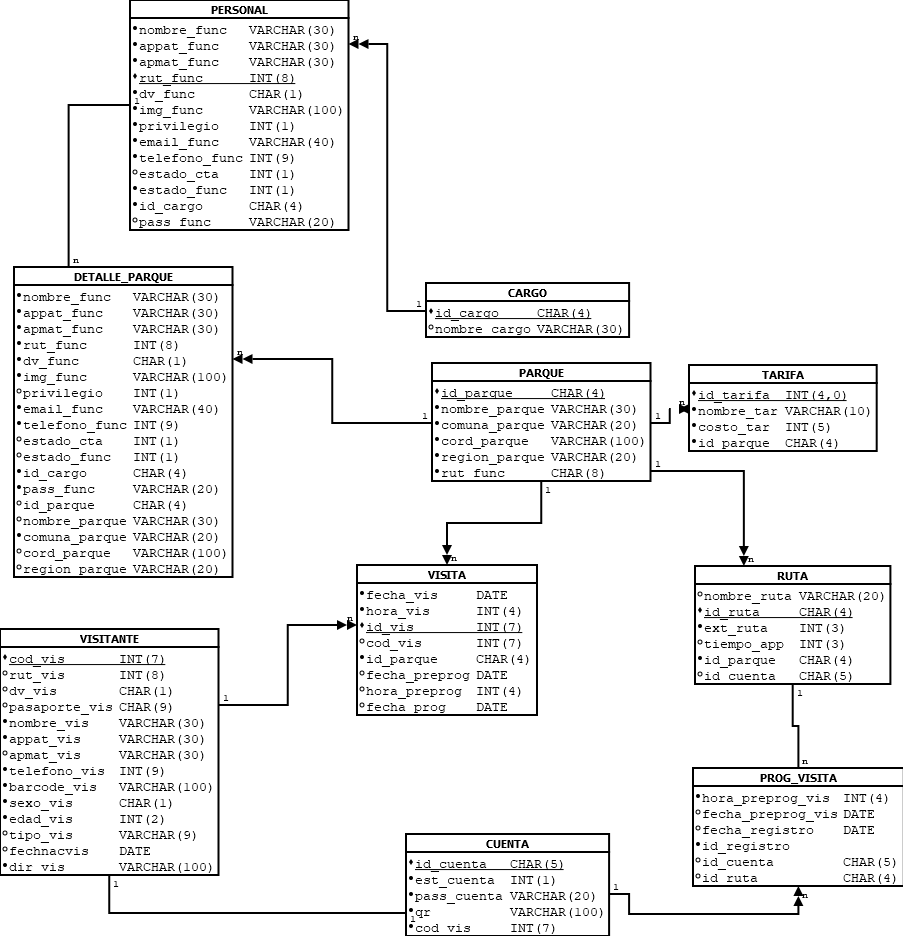 PERSONAL
nombre_func VARCHAR(30)
appat_func VARCHAR(30)
apmat_func VARCHAR(30)
rut_func INT(8)
dv_func CHAR(1)
img_func VARCHAR(100)
privilegio INT(1)
email_func VARCHAR(40)
telefono_func INT(9)
estado_cta INT(1)
estado_func INT(1)
id_cargo CHAR(4)
pass_func VARCHAR(20)
n
1
n
DETALLE_PARQUE
nombre_func VARCHAR(30)
appat_func VARCHAR(30)
apmat_func VARCHAR(30)
rut_func INT(8)
dv_func CHAR(1)
img_func VARCHAR(100)
privilegio INT(1)
email_func VARCHAR(40)
telefono_func INT(9)
estado_cta INT(1)
estado_func INT(1)
id_cargo CHAR(4)
pass_func VARCHAR(20)
id_parque CHAR(4)
nombre_parque VARCHAR(30)
comuna_parque VARCHAR(20)
cord_parque VARCHAR(100)
region_parque VARCHAR(20)
n
1
CARGO
id_cargo CHAR(4)
nombre_cargo VARCHAR(30)
1
PARQUE
id_parque CHAR(4)
nombre_parque VARCHAR(30)
comuna_parque VARCHAR(20)
cord_parque VARCHAR(100)
region_parque VARCHAR(20)
rut_func CHAR(8)
1
n
1
1
TARIFA
id_tarifa INT(4,0)
nombre_tar VARCHAR(10)
costo_tar INT(5)
id_parque CHAR(4)
n
VISITA
fecha_vis DATE
hora_vis INT(4)
id_vis INT(7)
cod_vis INT(7)
id_parque CHAR(4)
fecha_preprog DATE
hora_preprog INT(4)
fecha_prog DATE
n
n
RUTA
nombre_ruta VARCHAR(20)
id_ruta CHAR(4)
ext_ruta INT(3)
tiempo_app INT(3)
id_parque CHAR(4)
id_cuenta CHAR(5)
1
n
VISITANTE
cod_vis INT(7)
rut_vis INT(8)
dv_vis CHAR(1)
pasaporte_vis CHAR(9)
nombre_vis VARCHAR(30)
appat_vis VARCHAR(30)
apmat_vis VARCHAR(30)
telefono_vis INT(9)
barcode_vis VARCHAR(100)
sexo_vis CHAR(1)
edad_vis INT(2)
tipo_vis VARCHAR(9)
fechnacvis DATE
dir_vis VARCHAR(100)
1
1
PROG_VISITA
hora_preprog_vis INT(4)
fecha_preprog_vis DATE
fecha_registro DATE
id_registro
id_cuenta CHAR(5)
id_ruta CHAR(4)
n
CUENTA
id_cuenta CHAR(5)
est_cuenta INT(1)
pass_cuenta VARCHAR(20)
qr VARCHAR(100)
cod_vis INT(7)
1
1